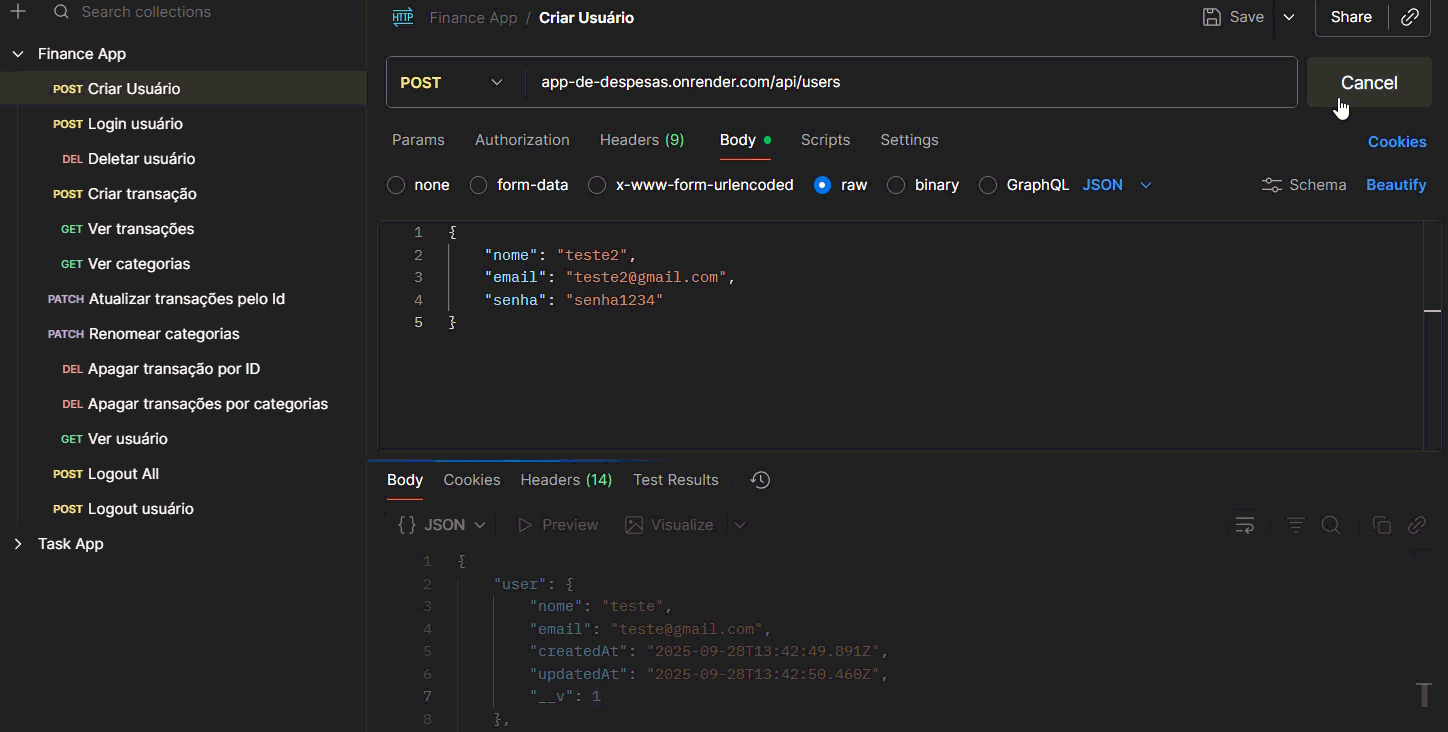 Search collections
Finance App
POST Criar Usuário
POST Login usuário
DEL Deletar usuário
POST Criar transação
GET Ver transações
GET Ver categorias
PATCH Atualizar transações pelo Id
PATCH Renomear categorias
DEL Apagar transação por ID
DEL Apagar transações por categorias
GET Ver usuário
POST Logout All
POST Logout usuário
Task App
HTTP Finance App / Criar Usuário
Save
Share
POST app-de-despesas.onrender.com/api/users
Cancel
Params Authorization Headers (9) Body Scripts Settings Cookies
none form-data x-www-form-urlencoded raw binary GraphQL JSON Schema Beautify
1 {
2 "nome": "teste2",
3 "email": "teste2@gmail.com",
4 "senha": "senha1234"
5 }
Body Cookies Headers (14) Test Results
{} JSON Preview Visualize
1 {
2 "user": {
3 "nome": "teste",
4 "email": "teste@gmail.com",
5 "createdAt": "2025-09-28T13:42:49.891Z",
6 "updatedAt": "2025-09-28T13:42:50.460Z",
7 "__v": 1
8 },
T